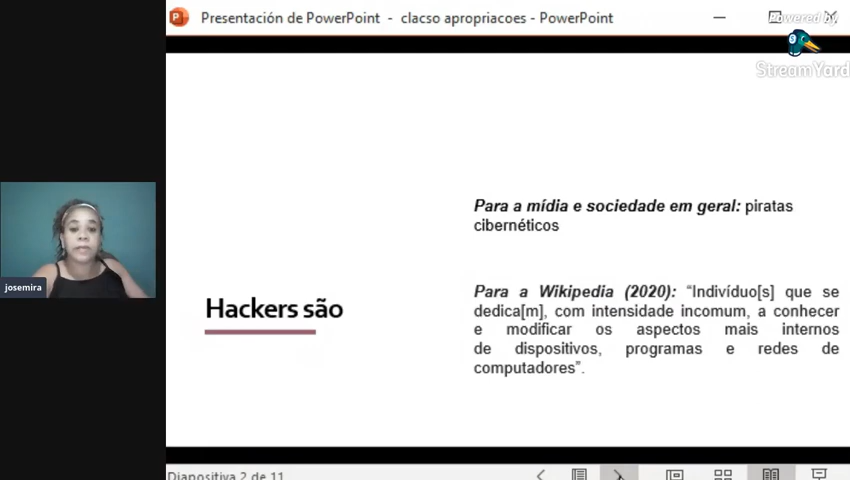 Presentación de PowerPoint - clacso apropriacoes - PowerPoint
Powered by
StreamYard
Para a mídia e sociedade em geral: piratas
cibernéticos
Hackers são
Para a Wikipedia (2020): “Indivíduo[s] que se
dedica[m], com intensidade incomum, a conhecer
e modificar os aspectos mais internos
de dispositivos, programas e redes de
computadores”.
josemira
Diapositiva 2 de 11